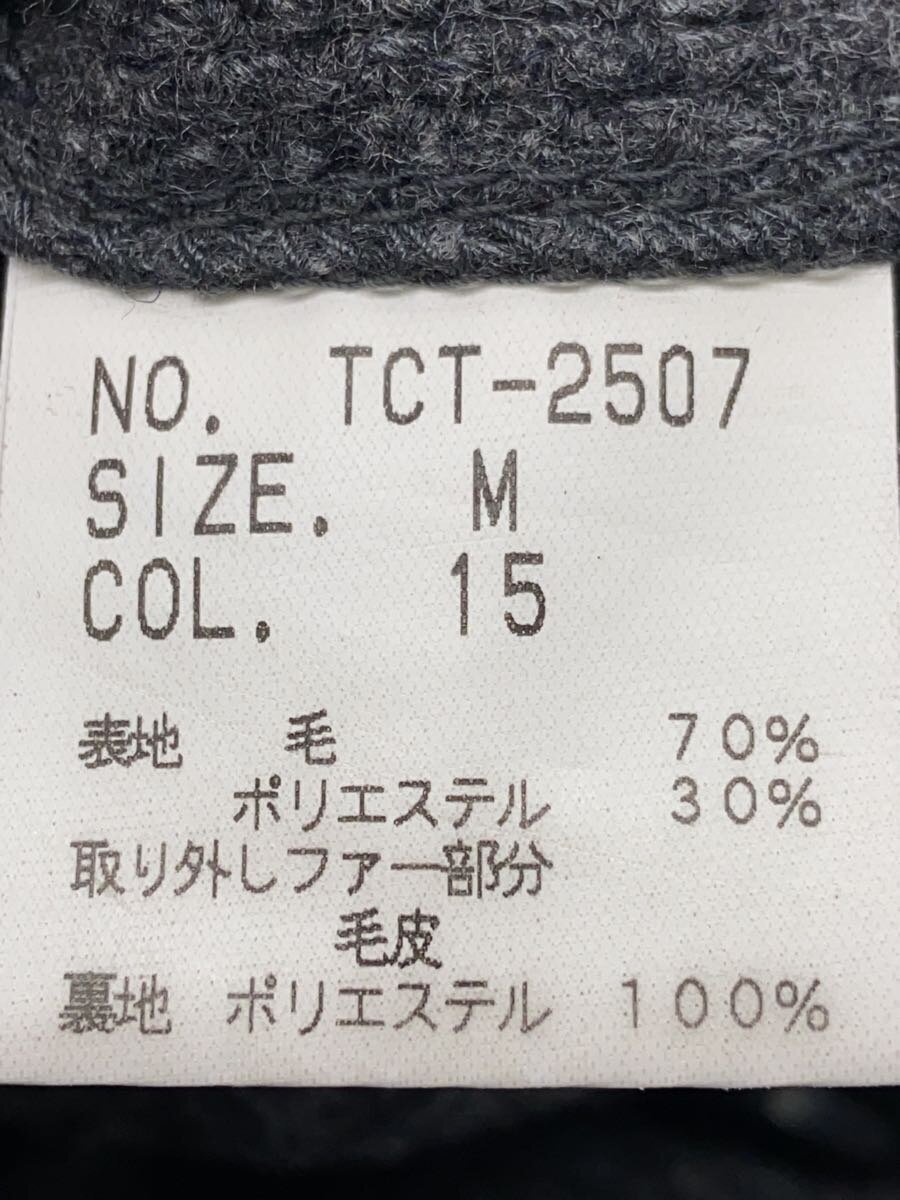 NO. TCT-2507
SIZE. M
COL. 15
表地 毛 70%
ポリエステル 30%
取り外しファー部分
毛皮
裏地 ポリエステル 100%